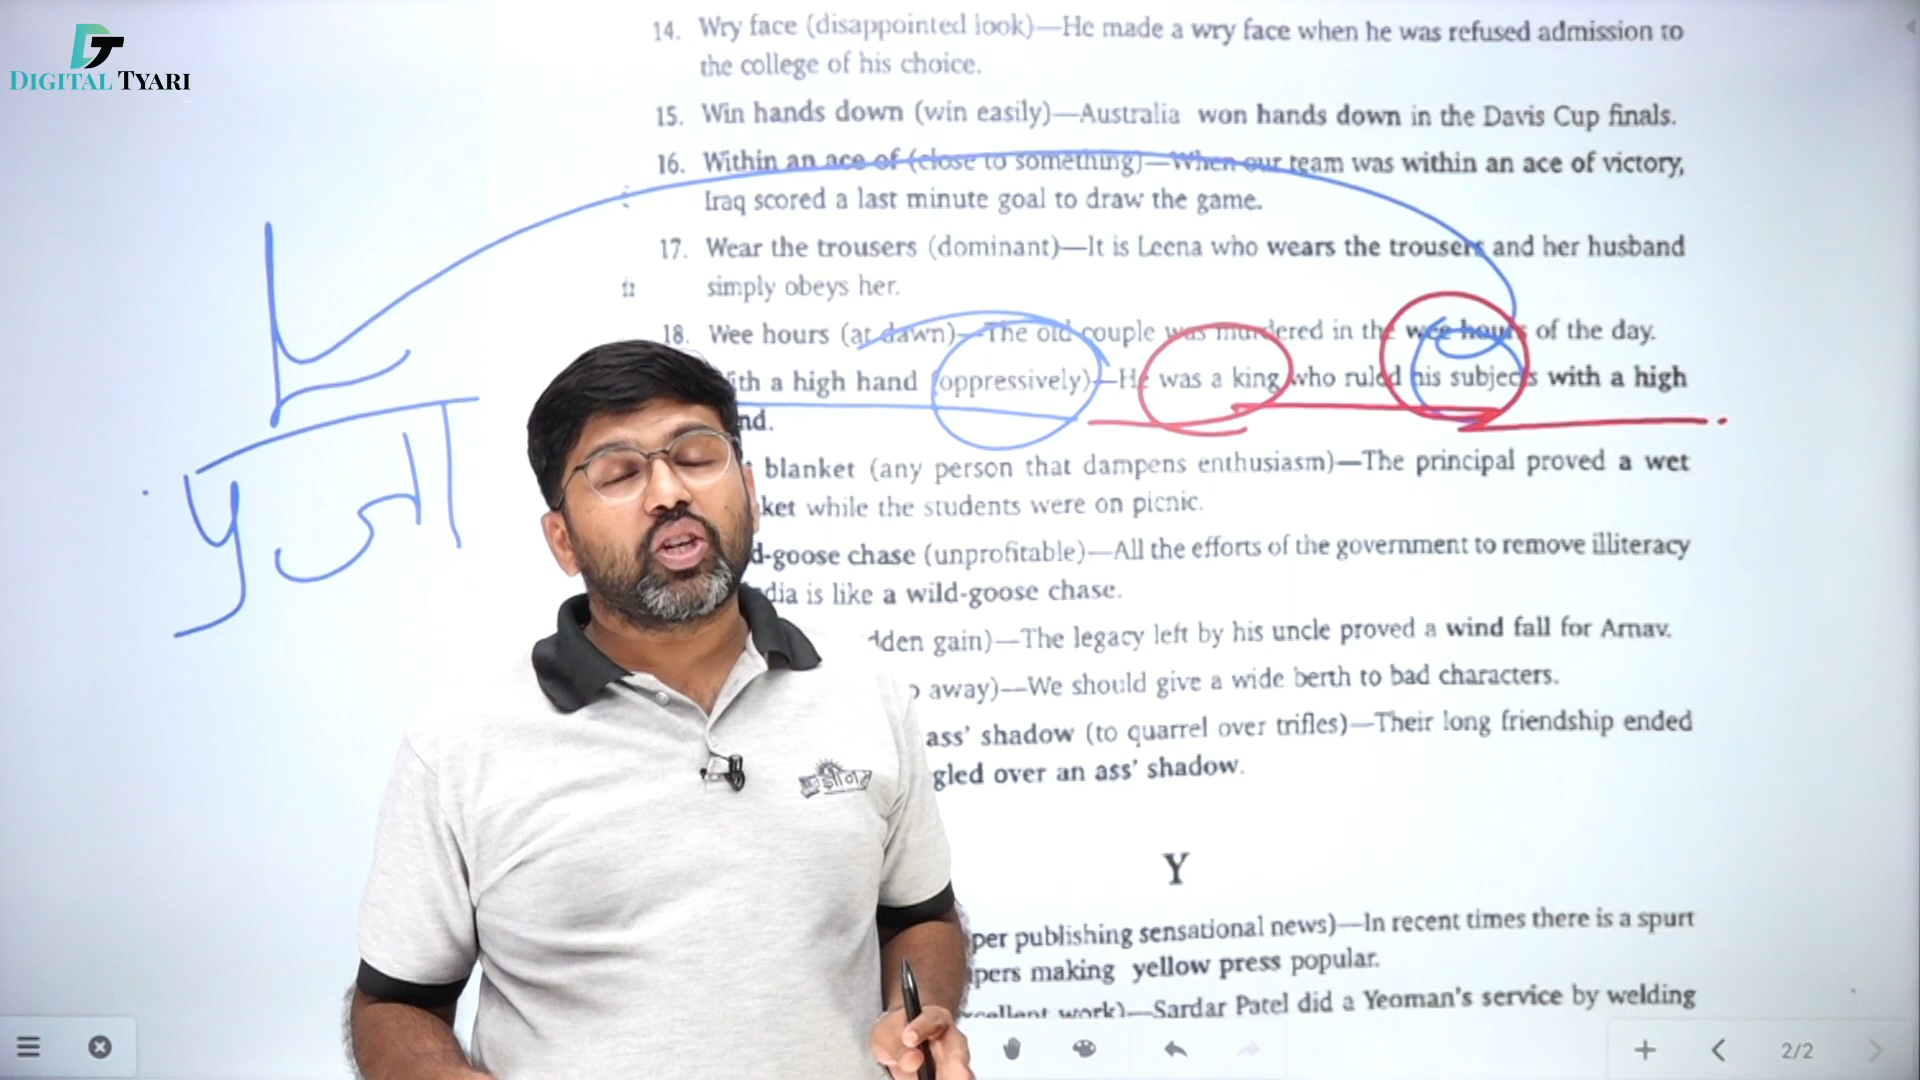 DT
DIGITAL TYARI
14. Wry face (disappointed look)—He made a wry face when he was refused admission to
the college of his choice.
15. Win hands down (win easily)—Australia won hands down in the Davis Cup finals.
16. Within an ace of (close to something)—When our team was within an ace of victory,
Iraq scored a last minute goal to draw the game.
17. Wear the trousers (dominant)—It is Leena who wears the trousers and her husband
simply obeys her.
18. Wee hours (at dawn)—The old couple was murdered in the wee hours of the day.
ith a high hand (oppressively)—He was a king who ruled his subjects with a high
nd.
blanket (any person that dampens enthusiasm)—The principal proved a wet
ket while the students were on picnic.
d-goose chase (unprofitable)—All the efforts of the government to remove illiteracy
dia is like a wild-goose chase.
dden gain)—The legacy left by his uncle proved a wind fall for Arnav.
away)—We should give a wide berth to bad characters.
ass' shadow (to quarrel over trifles)—Their long friendship ended
gled over an ass' shadow.
Y
per publishing sensational news)—In recent times there is a spurt
pers making yellow press popular.
cellent work)—Sardar Patel did a Yeoman's service by welding
2/2